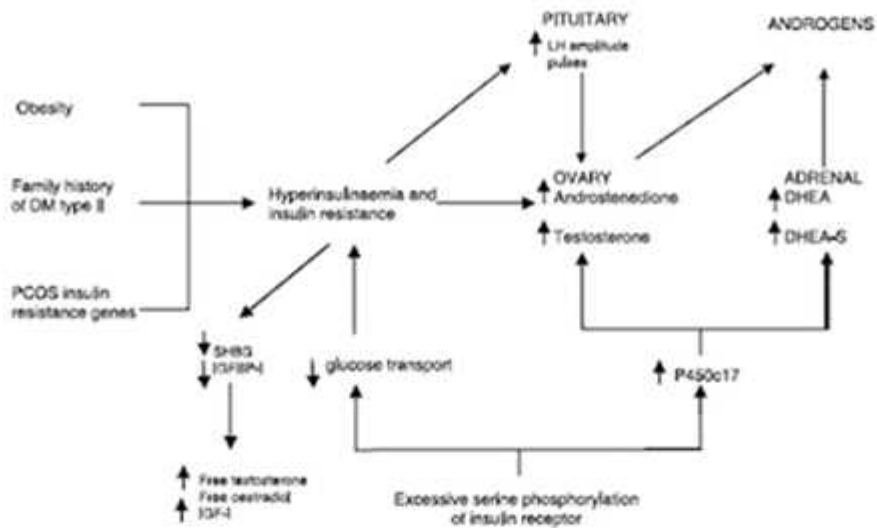 PITUITARY
LH amplitude
pulses
ANDROGENS
Obesity
Family history
of DM type II
Hyperinsulinaemia and
insulin resistance
OVARY
Androstenedione
Testosterone
ADRENAL
DHEA
DHEA-S
PCOS insulin
resistance genes
SHBG
IGFBP-I
glucose transport
P450c17
Free testosterone
Free oestradiol
IGF-I
Excessive serine phosphorylation
of insulin receptor